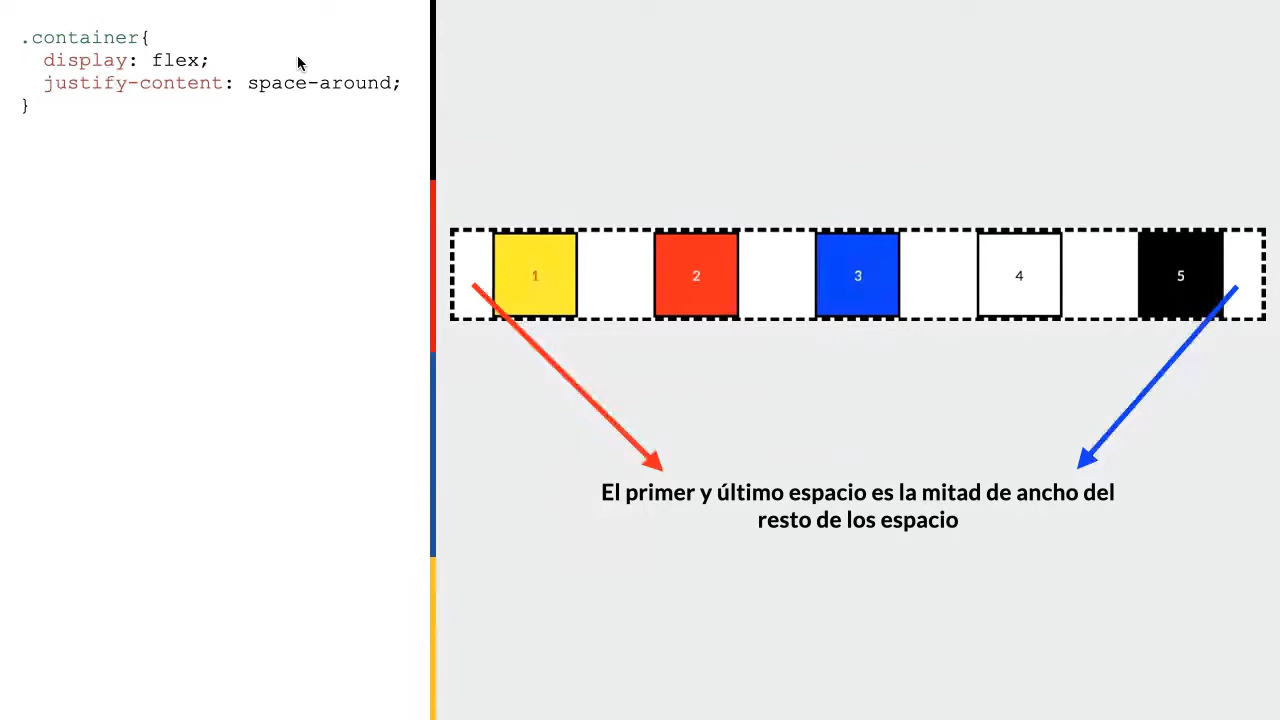 .container{
display: flex;
justify-content: space-around;
}
1 2 3 4 5
El primer y último espacio es la mitad de ancho del
resto de los espacio